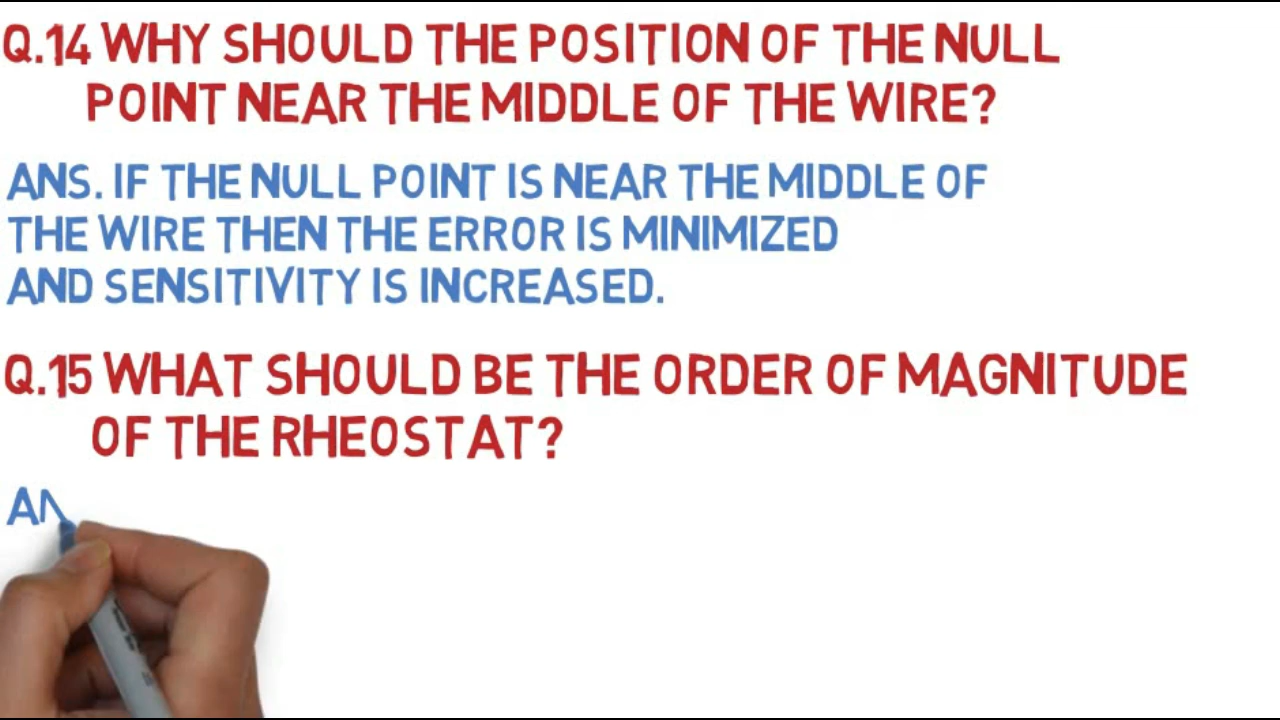 Q.14 WHY SHOULD THE POSITION OF THE NULL
POINT NEAR THE MIDDLE OF THE WIRE?
ANS. IF THE NULL POINT IS NEAR THE MIDDLE OF
THE WIRE THEN THE ERROR IS MINIMIZED
AND SENSITIVITY IS INCREASED.
Q.15 WHAT SHOULD BE THE ORDER OF MAGNITUDE
OF THE RHEOSTAT?
AN